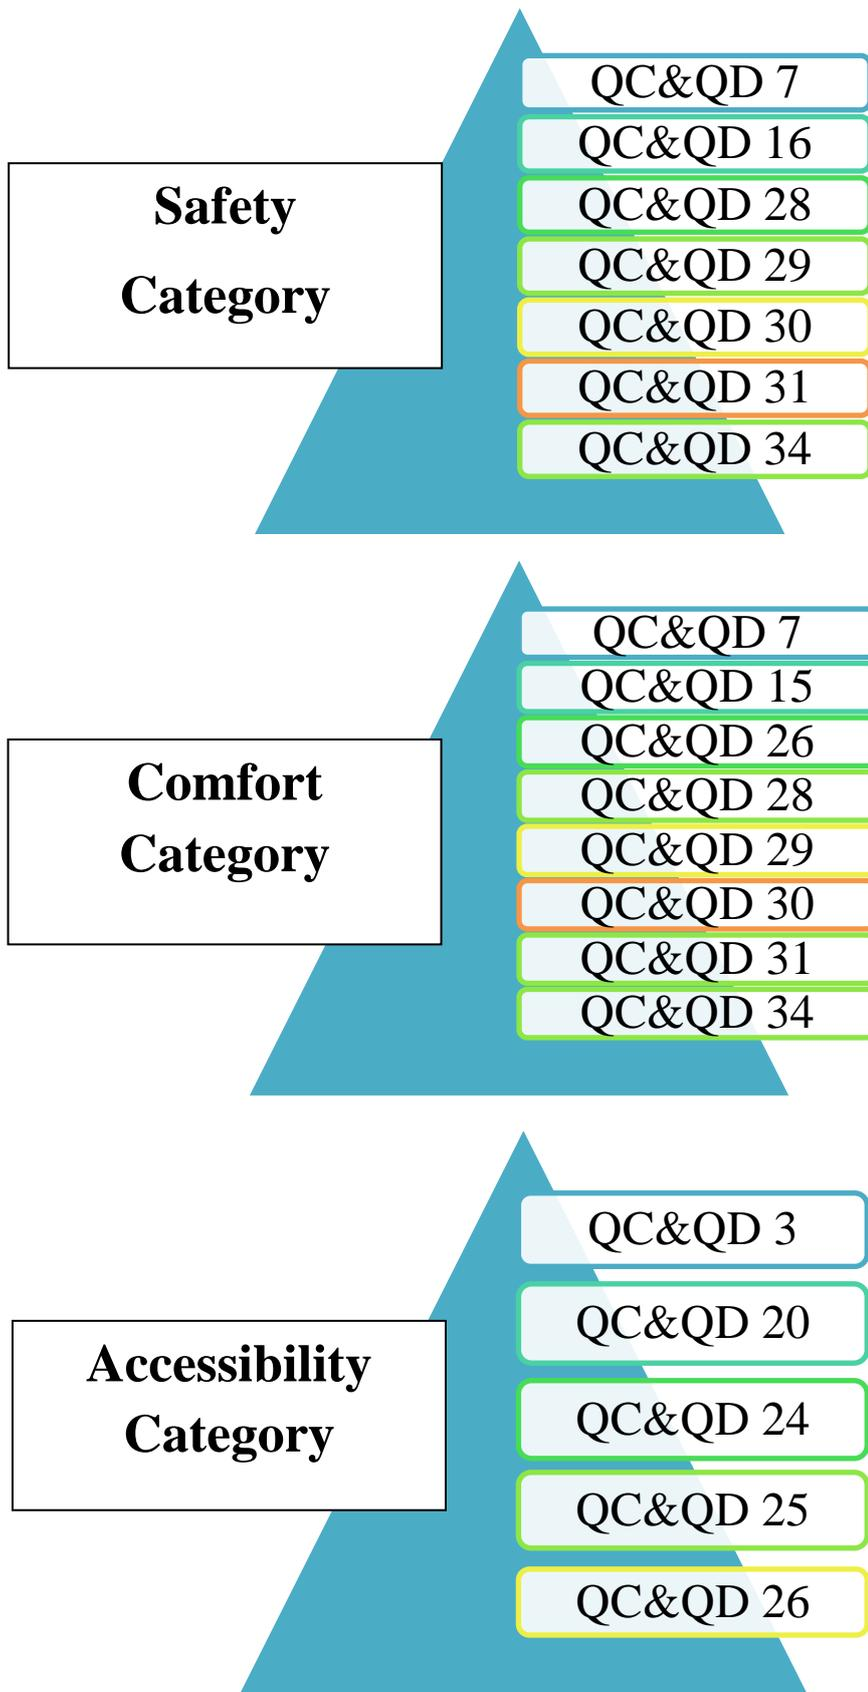 Safety
Category
QC&QD 7
QC&QD 16
QC&QD 28
QC&QD 29
QC&QD 30
QC&QD 31
QC&QD 34
Comfort
Category
QC&QD 7
QC&QD 15
QC&QD 26
QC&QD 28
QC&QD 29
QC&QD 30
QC&QD 31
QC&QD 34
Accessibility
Category
QC&QD 3
QC&QD 20
QC&QD 24
QC&QD 25
QC&QD 26